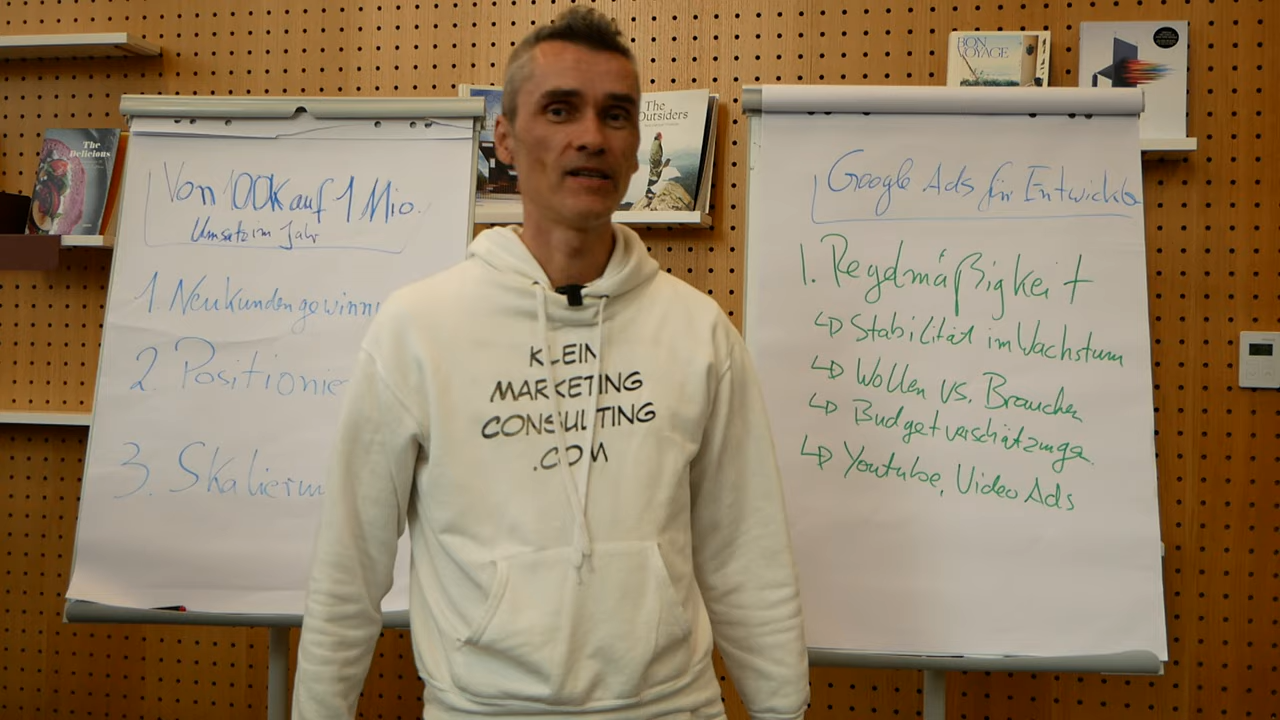 Von 100K auf 1 Mio.
Umsatz im Jahr
1. Neukundengewinn
2. Positionie
3. Skalierun
The
Delicious
The
Outsiders
KLEIN
MARKETING
CONSULTING
.COM
BON
VOYAGE
Google Ads für Entwickle
1. Regelmäßigkeit
↳ Stabilität im Wachstum
↳ Wollen vs. Brauchen
↳ Budgetverschätzunge
↳ Youtube, Video Ads